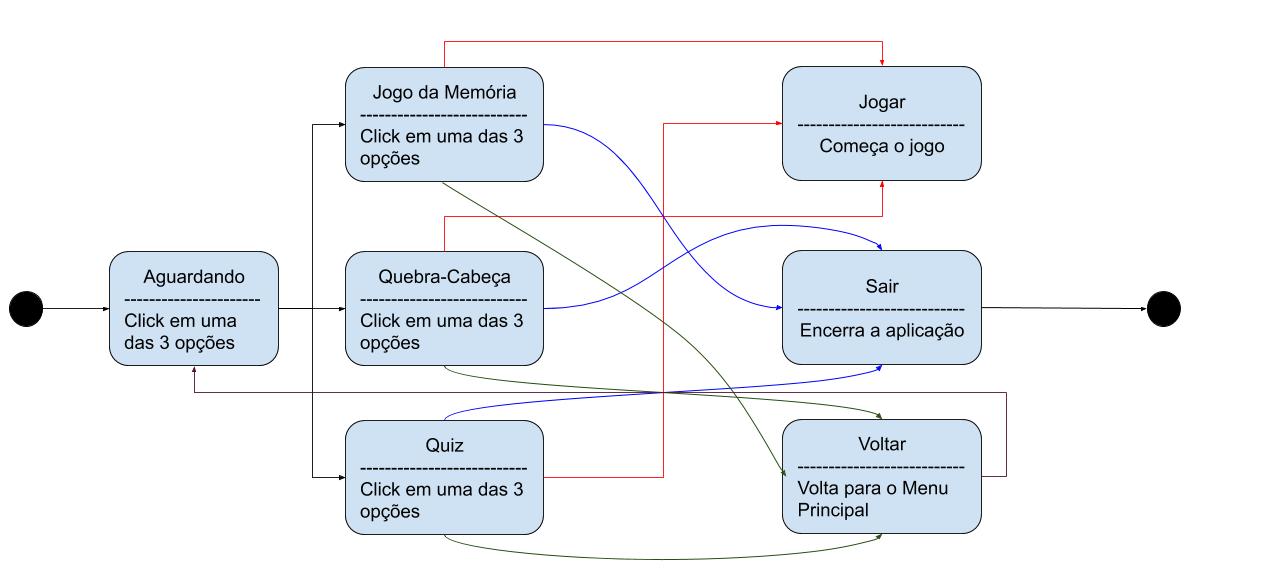 Jogo da Memória
Click em uma das 3
opções
Jogar
Começa o jogo
Aguardando
Click em uma
das 3 opções
Quebra-Cabeça
Click em uma das 3
opções
Sair
Encerra a aplicação
Quiz
Click em uma das 3
opções
Voltar
Volta para o Menu
Principal